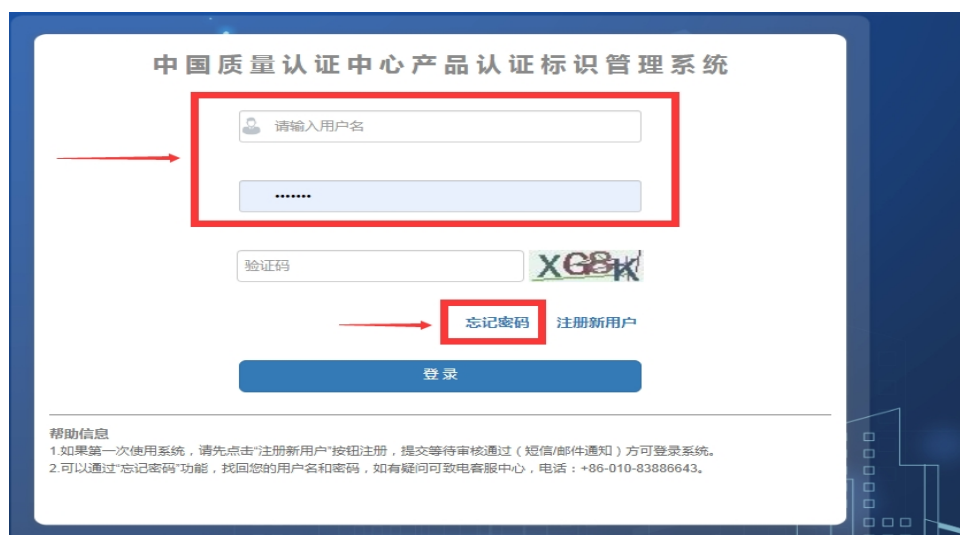 中国质量认证中心产品认证标识管理系统
请输入用户名
•••••••
验证码 XG8K
忘记密码 注册新用户
登录
帮助信息
1.如果第一次使用系统，请先点击“注册新用户”按钮注册，提交等待审核通过（短信/邮件通知）方可登录系统。
2.可以通过“忘记密码”功能，找回您的用户名和密码，如有疑问可致电客服中心，电话：+86-010-83886643。